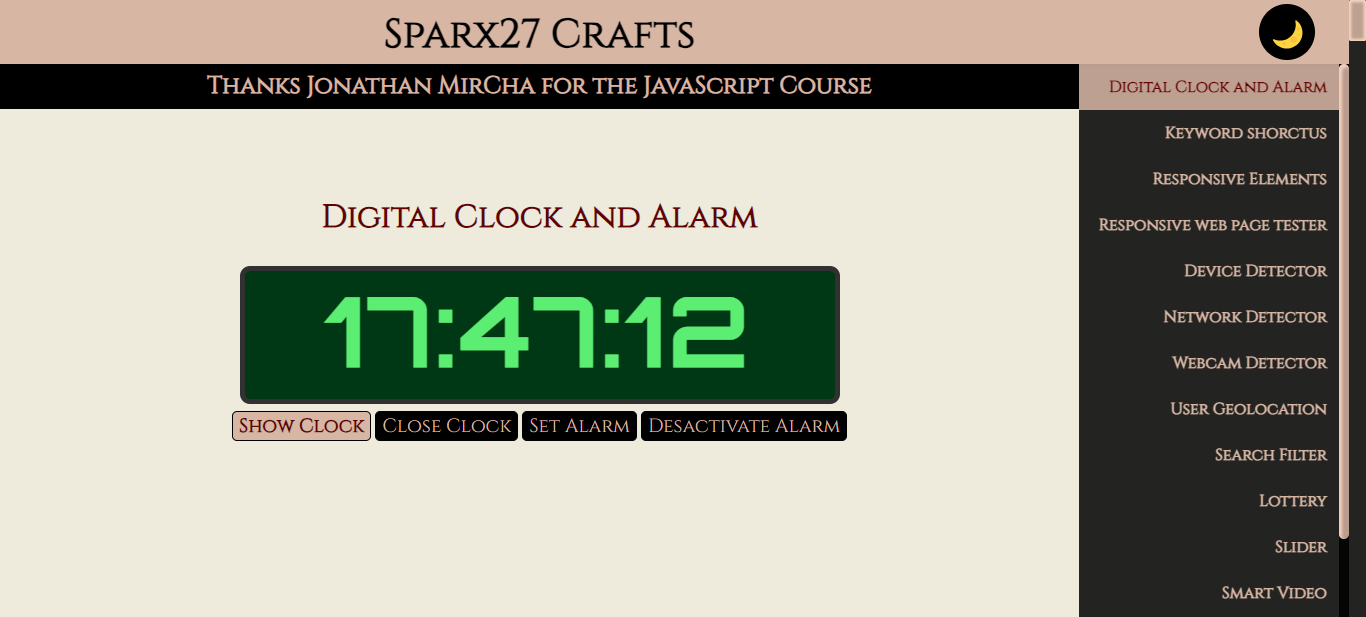 Sparx27 Crafts
Thanks Jonathan MirCha for the JavaScript Course
Digital Clock and Alarm
17:47:12
Show Clock
Close Clock
Set Alarm
Desactivate Alarm
Digital Clock and Alarm
Keyword shorctus
Responsive Elements
Responsive web page tester
Device Detector
Network Detector
Webcam Detector
User Geolocation
Search Filter
Lottery
Slider
Smart Video